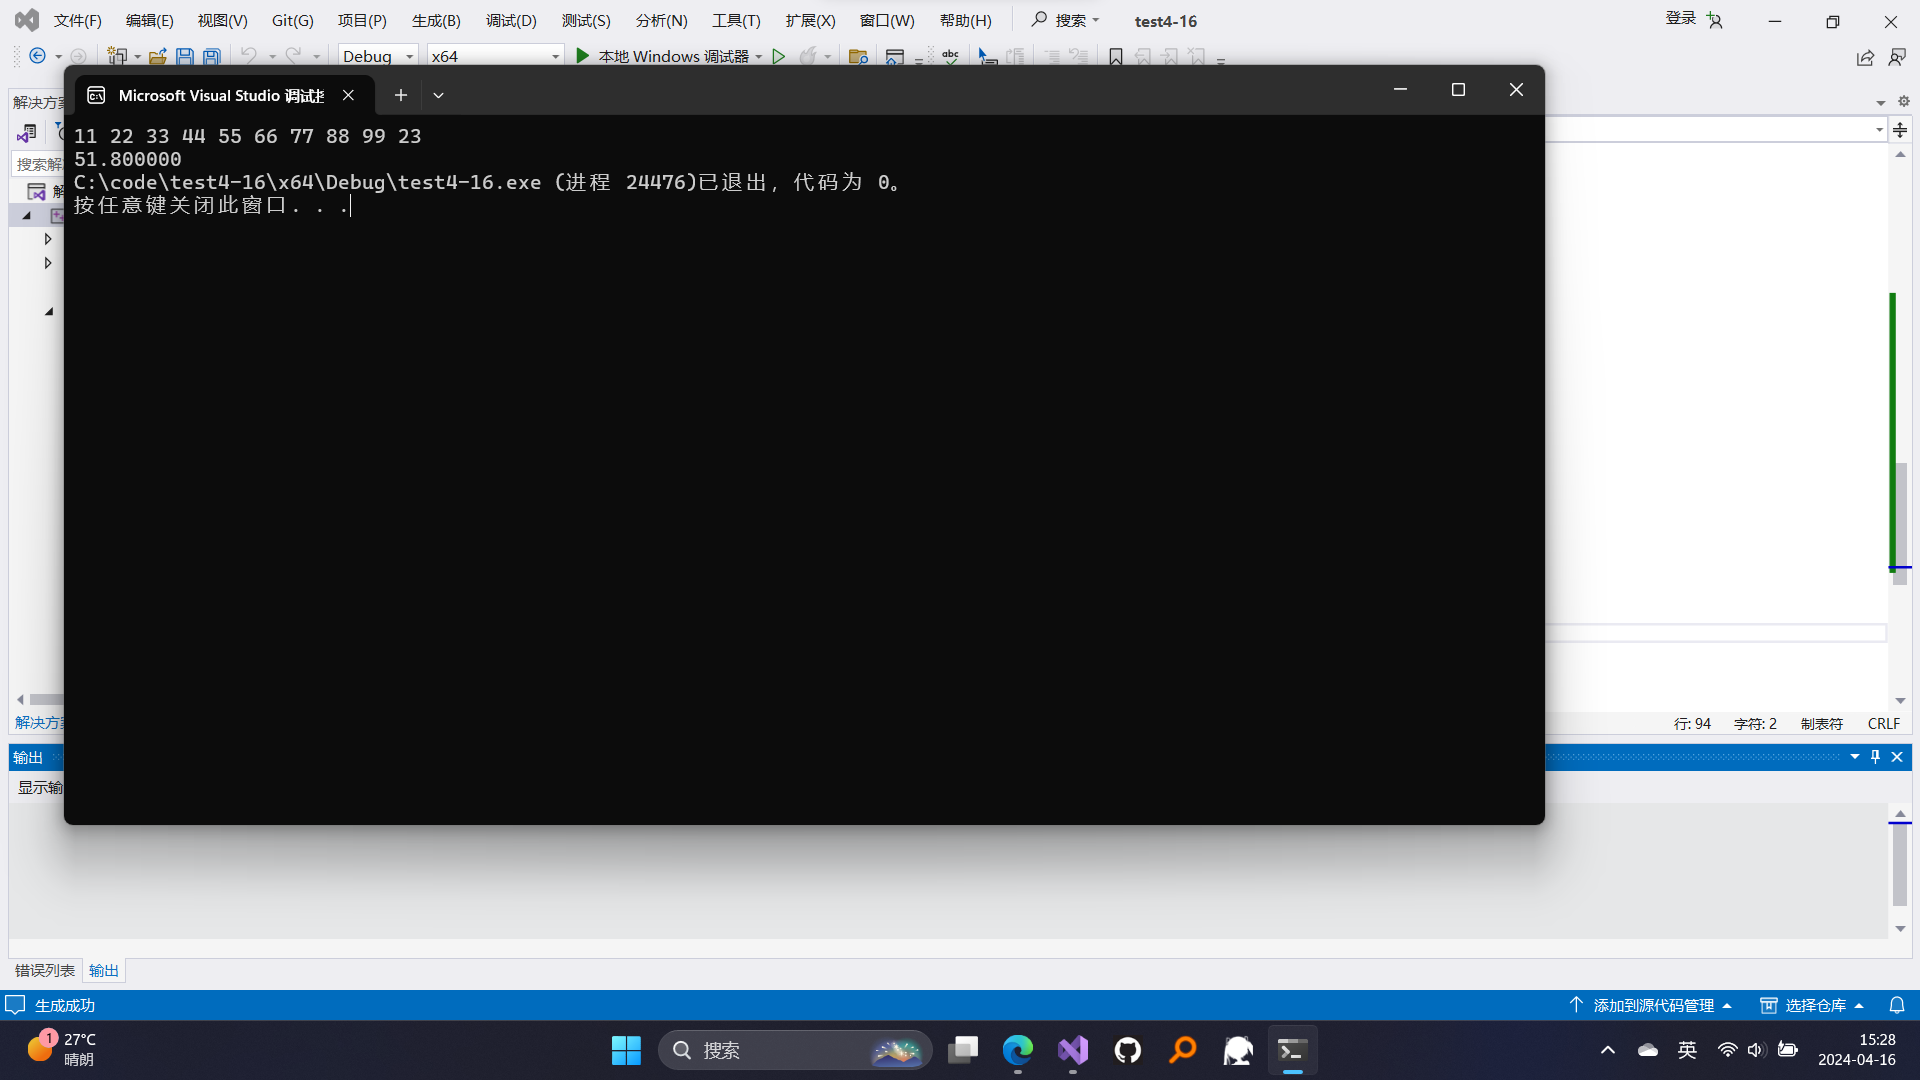 文件(F) 编辑(E) 视图(V) Git(G) 项目(P) 生成(B) 调试(D) 测试(S) 分析(N) 工具(T) 扩展(X) 窗口(W) 帮助(H) 搜索 test4-16 登录
Debug x64 本地 Windows 调试器 abc
解决方案
Microsoft Visual Studio 调试控
搜索解
解
11 22 33 44 55 66 77 88 99 23
51.800000
C:\code\test4-16\x64\Debug\test4-16.exe (进程 24476)已退出，代码为 0。
按任意键关闭此窗口. . .
解决方案
行: 94 字符: 2 制表符 CRLF
输出
显示输
错误列表 输出
生成成功 添加到源代码管理 选择仓库
1 27°C
晴朗
搜索
英
15:28
2024-04-16